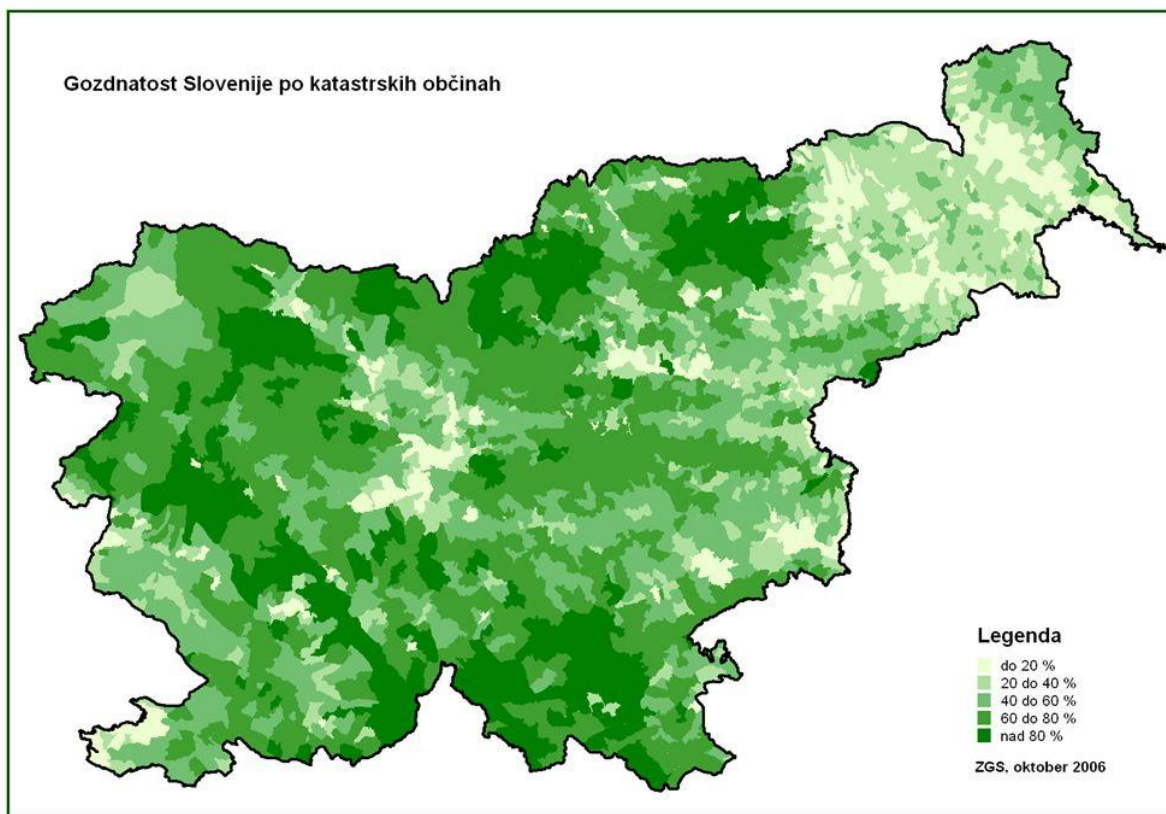 Gozdnatost Slovenije po katastrskih občinah
Legenda
do 20 %
20 do 40 %
40 do 60 %
60 do 80 %
nad 80 %
ZGS, oktober 2006